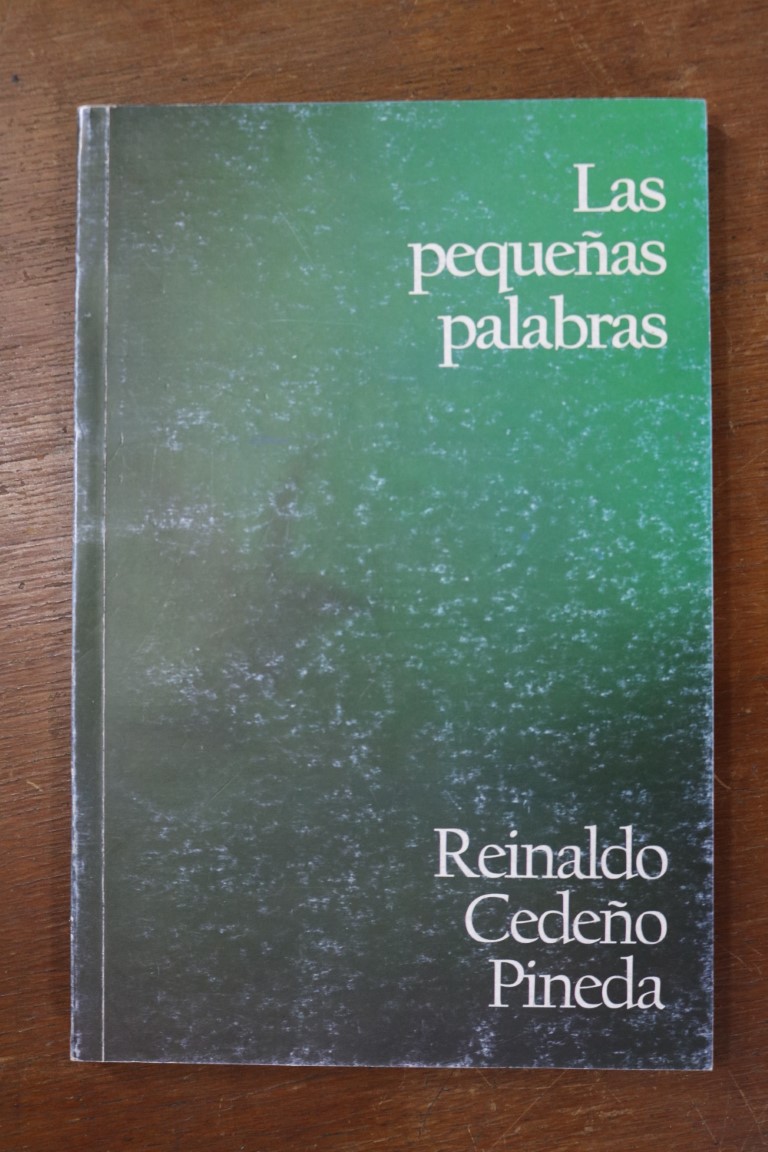 Las
pequeñas
palabras
Reinaldo
Cedeño
Pineda